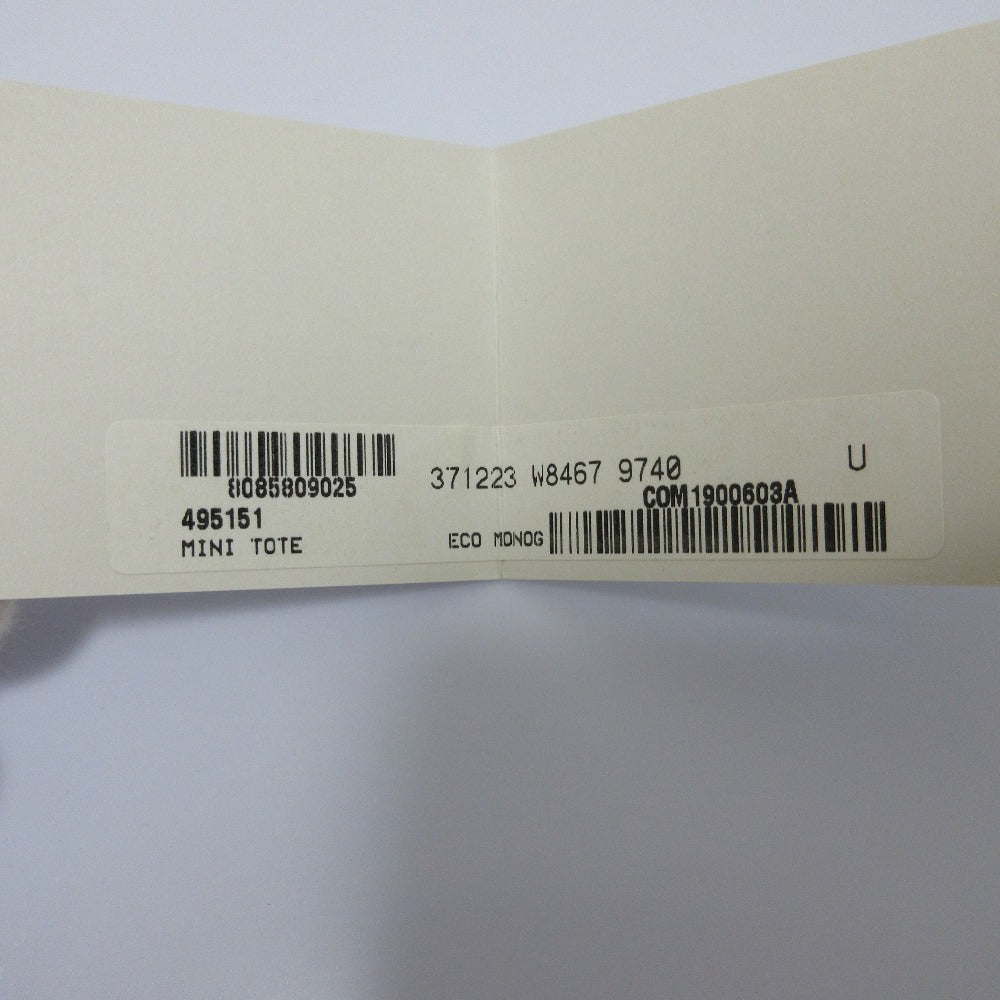 8085809025
371223 W8467 9740
U
495151
COM1900603A
MINI TOTE
ECO MONOG